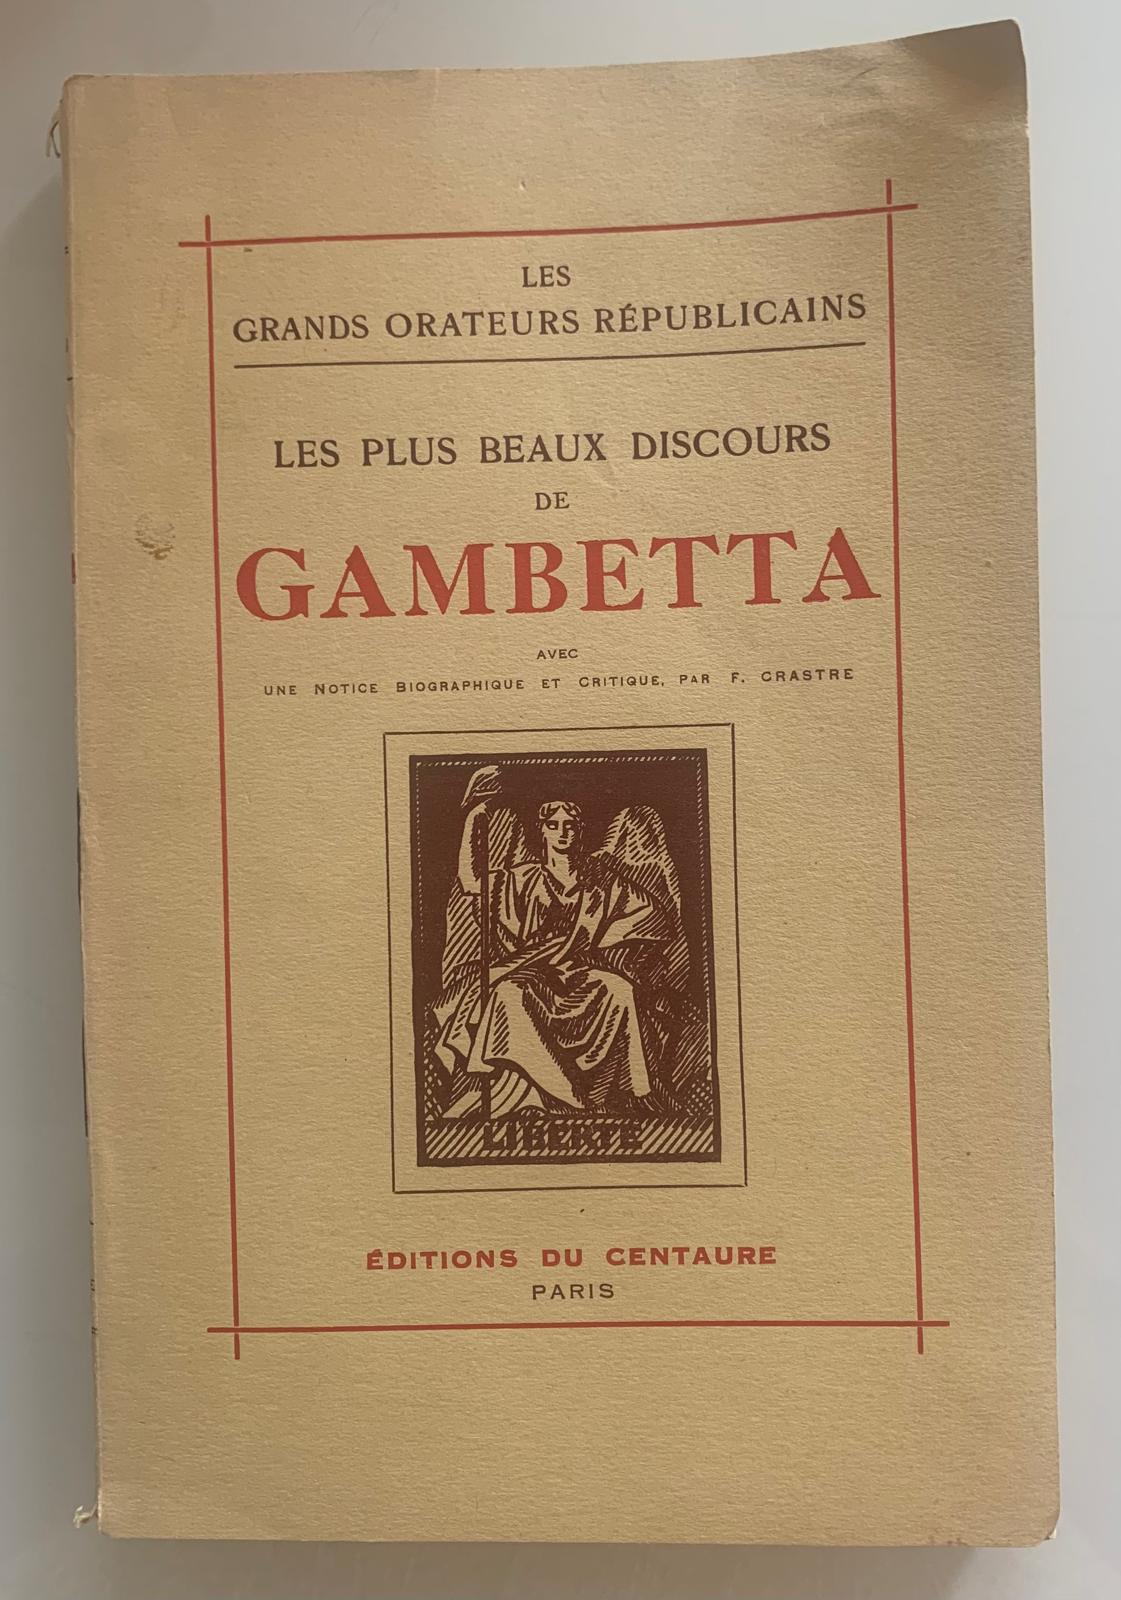 LES
GRANDS ORATEURS RÉPUBLICAINS
LES PLUS BEAUX DISCOURS
DE
GAMBETTA
AVEC
UNE NOTICE BIOGRAPHIQUE ET CRITIQUE, PAR F. CRASTRE
LIBERTÉ
ÉDITIONS DU CENTAURE
PARIS